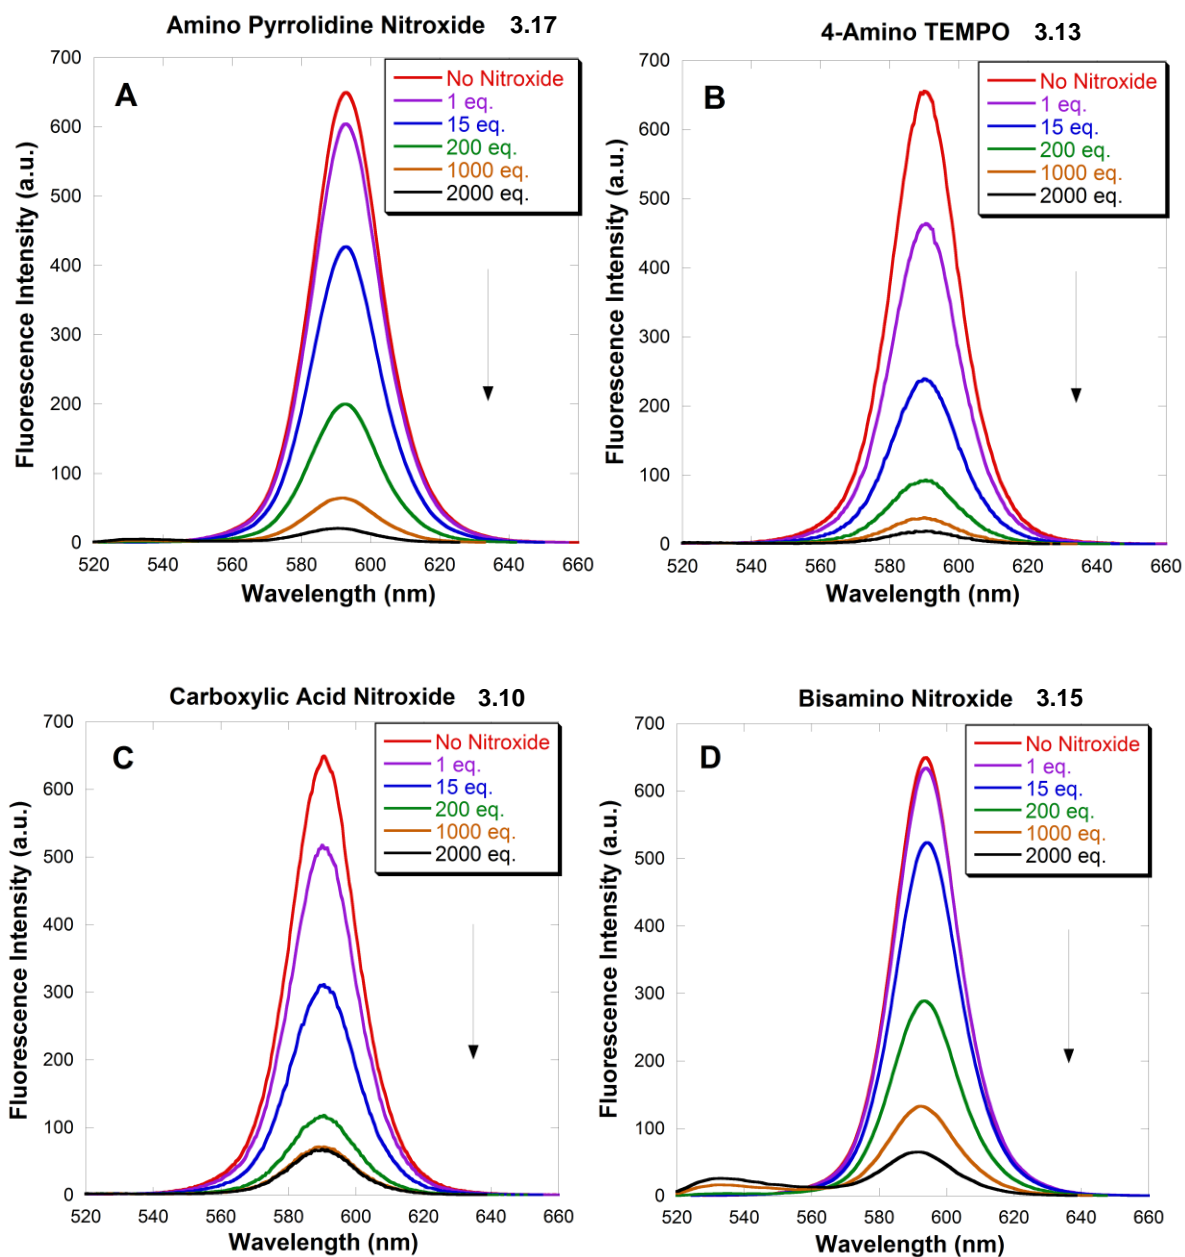 Amino Pyrrolidine Nitroxide 3.17
A
No Nitroxide
1 eq.
15 eq.
200 eq.
1000 eq.
2000 eq.
Fluorescence Intensity (a.u.)
700
600
500
400
300
200
100
0
520 540 560 580 600 620 640 660
Wavelength (nm)
4-Amino TEMPO 3.13
B
No Nitroxide
1 eq.
15 eq.
200 eq.
1000 eq.
2000 eq.
Fluorescence Intensity (a.u.)
700
600
500
400
300
200
100
0
520 540 560 580 600 620 640 660
Wavelength (nm)
Carboxylic Acid Nitroxide 3.10
C
No Nitroxide
1 eq.
15 eq.
200 eq.
1000 eq.
2000 eq.
Fluorescence Intensity (a.u.)
700
600
500
400
300
200
100
0
520 540 560 580 600 620 640 660
Wavelength (nm)
Bisamino Nitroxide 3.15
D
No Nitroxide
1 eq.
15 eq.
200 eq.
1000 eq.
2000 eq.
Fluorescence Intensity (a.u.)
700
600
500
400
300
200
100
0
520 540 560 580 600 620 640 660
Wavelength (nm)